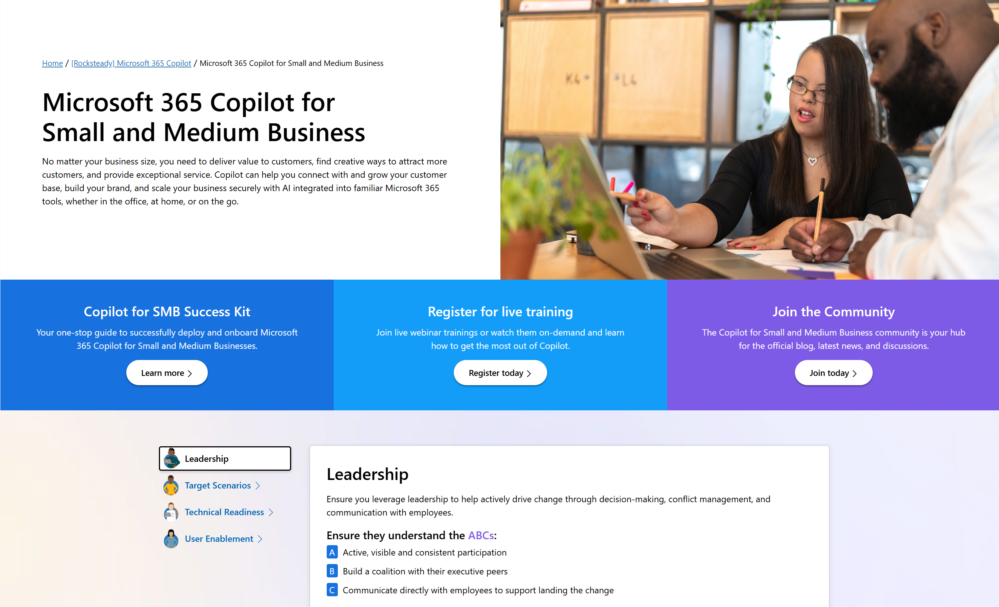 Home / [Rocksteady] Microsoft 365 Copilot / Microsoft 365 Copilot for Small and Medium Business
Microsoft 365 Copilot for
Small and Medium Business
No matter your business size, you need to deliver value to customers, find creative ways to attract more
customers, and provide exceptional service. Copilot can help you connect with and grow your customer
base, build your brand, and scale your business securely with AI integrated into familiar Microsoft 365
tools, whether in the office, at home, or on the go.
K4 L4
Copilot for SMB Success Kit
Your one-stop guide to successfully deploy and onboard Microsoft
365 Copilot for Small and Medium Businesses.
Learn more
Register for live training
Join live webinar trainings or watch them on-demand and learn
how to get the most out of Copilot.
Register today
Join the Community
The Copilot for Small and Medium Business community is your hub
for the official blog, latest news, and discussions.
Join today
Leadership
Target Scenarios
Technical Readiness
User Enablement
Leadership
Ensure you leverage leadership to help actively drive change through decision-making, conflict management, and
communication with employees.
Ensure they understand the ABCs:
A Active, visible and consistent participation
B Build a coalition with their executive peers
C Communicate directly with employees to support landing the change